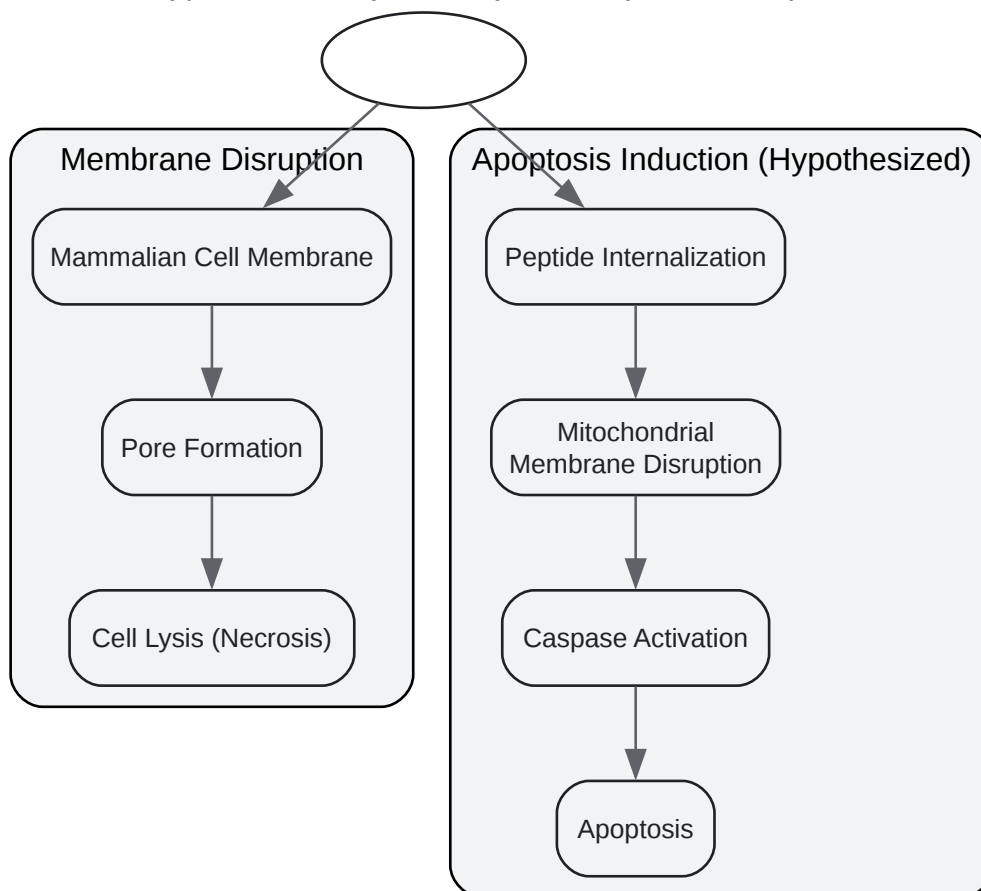 Membrane Disruption
Mammalian Cell Membrane
Pore Formation
Cell Lysis (Necrosis)
Apoptosis Induction (Hypothesized)
Peptide Internalization
Mitochondrial
Membrane Disruption
Caspase Activation
Apoptosis